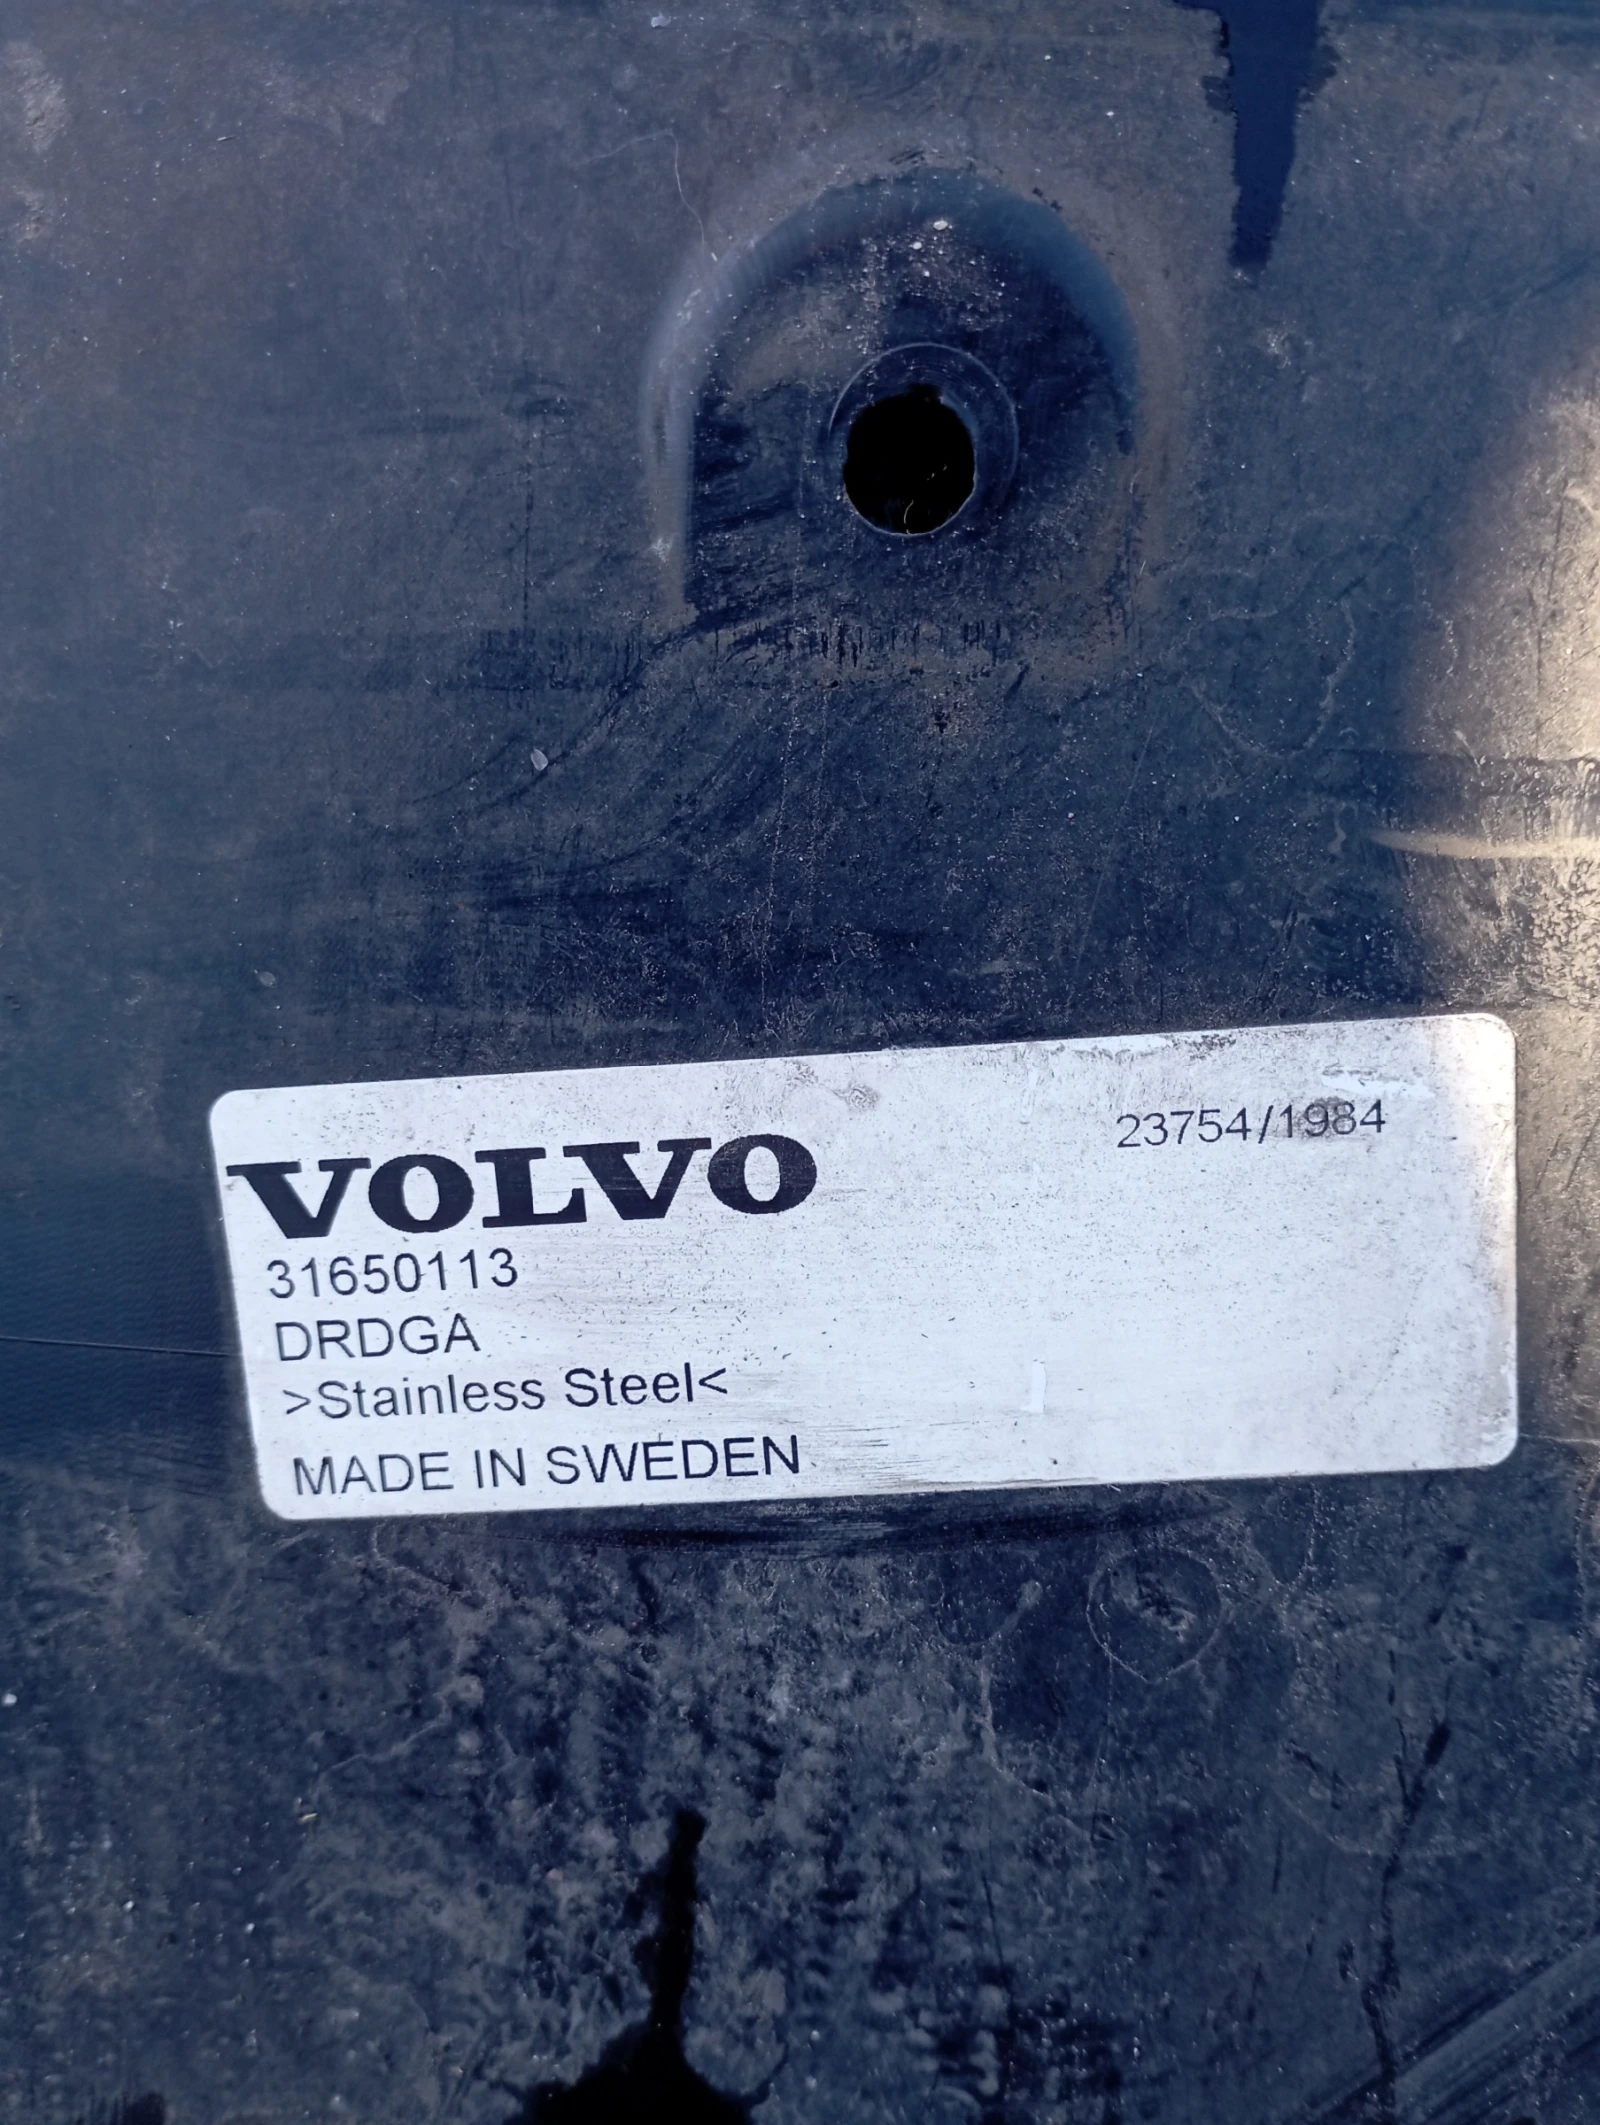 VOLVO
23754/1984
31650113
DRDGA
>Stainless Steel<
MADE IN SWEDEN